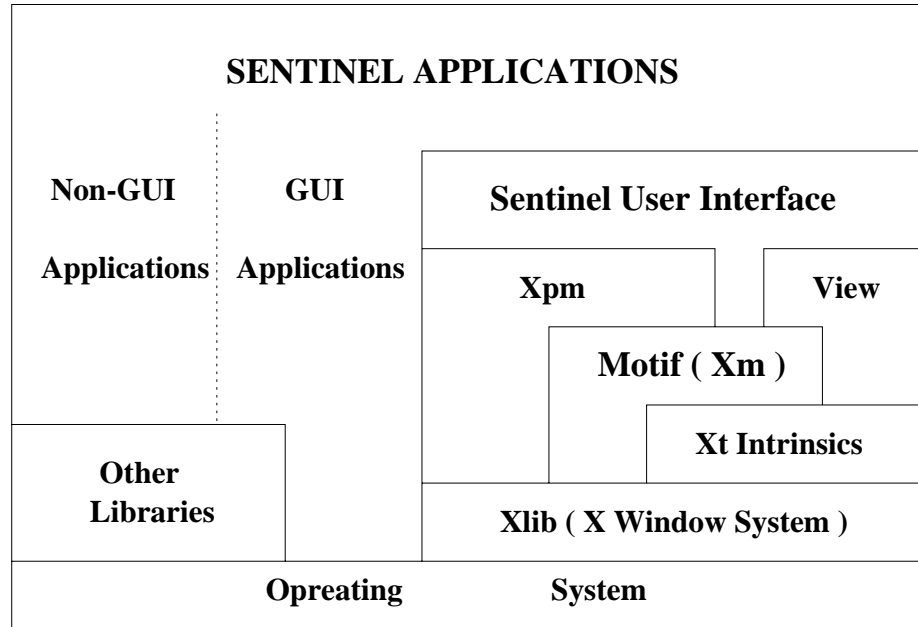 SENTINEL APPLICATIONS
Non-GUI
Applications
GUI
Applications
Sentinel User Interface
Xpm
View
Motif ( Xm )
Xt Intrinsics
Other
Libraries
Xlib ( X Window System )
Opreating System